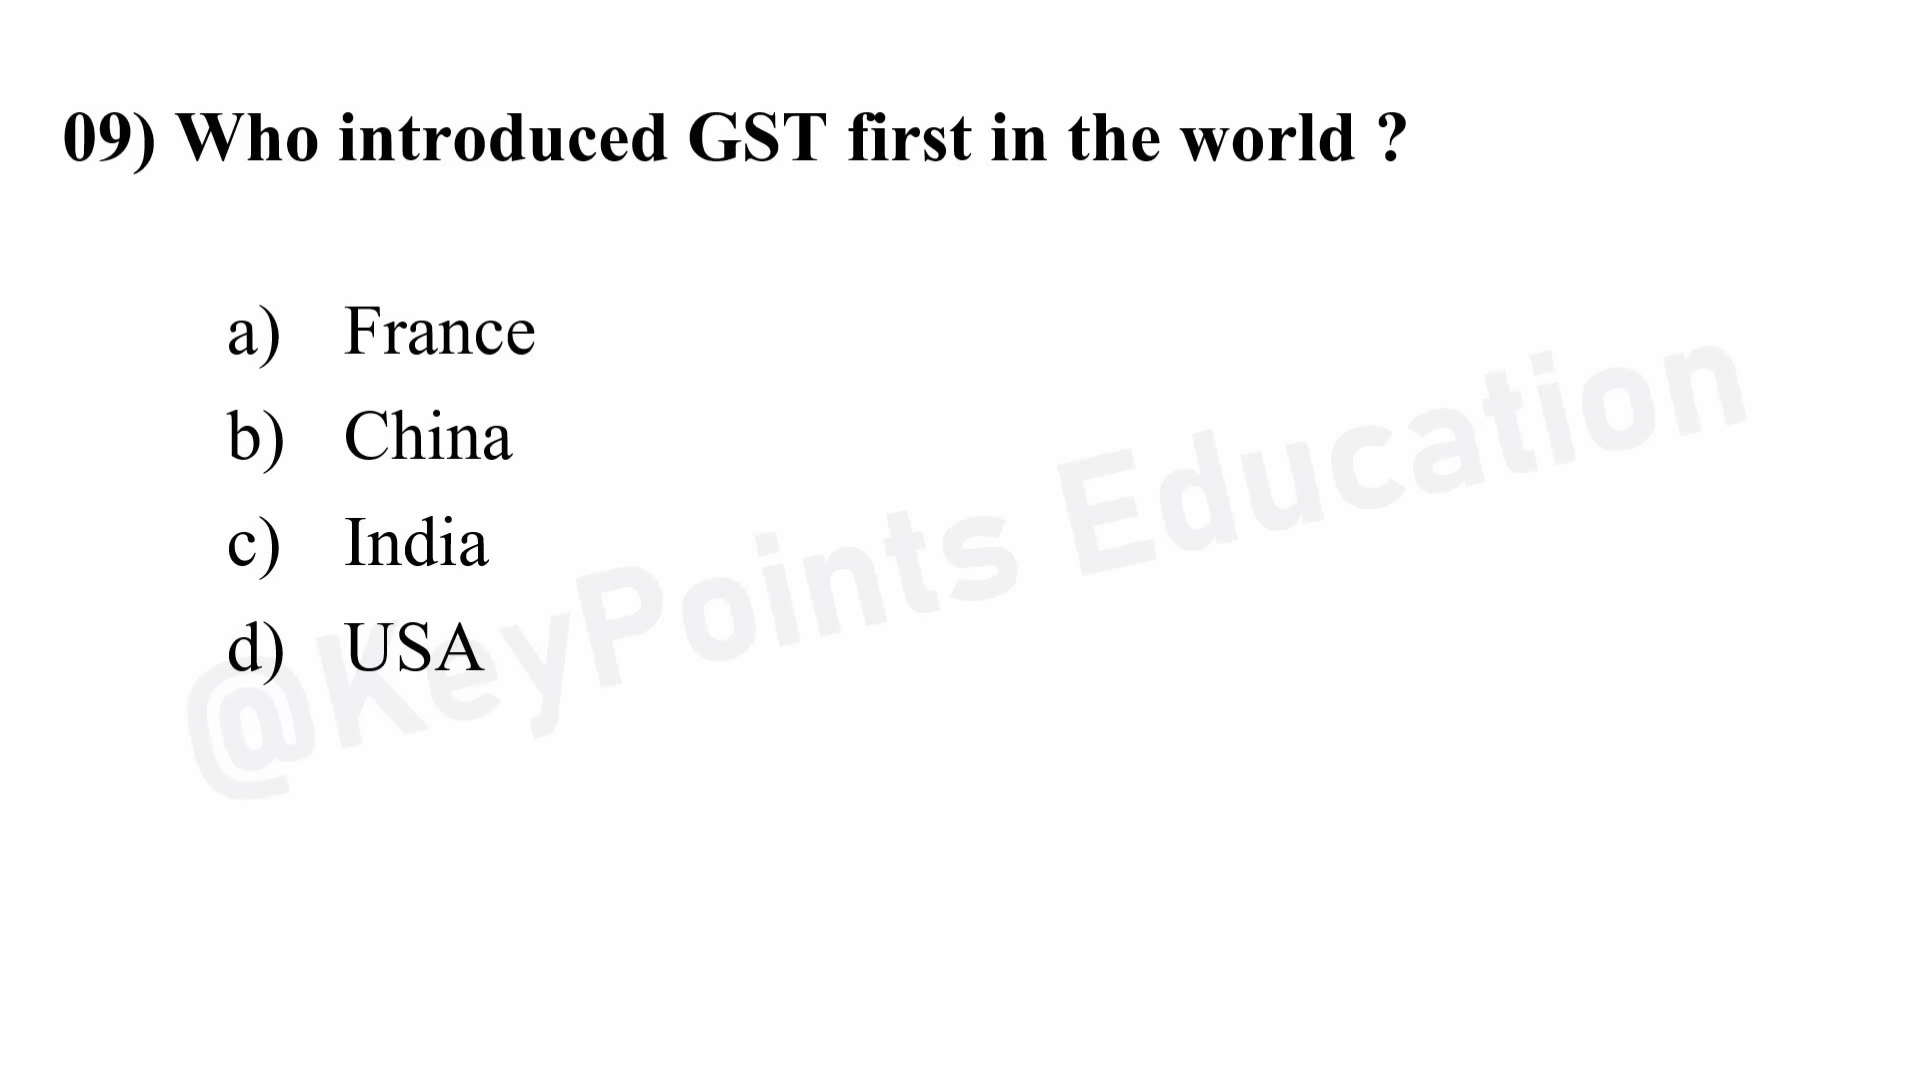 09) Who introduced GST first in the world ?
a) France
b) China
c) India
d) USA
@KeyPoints Education